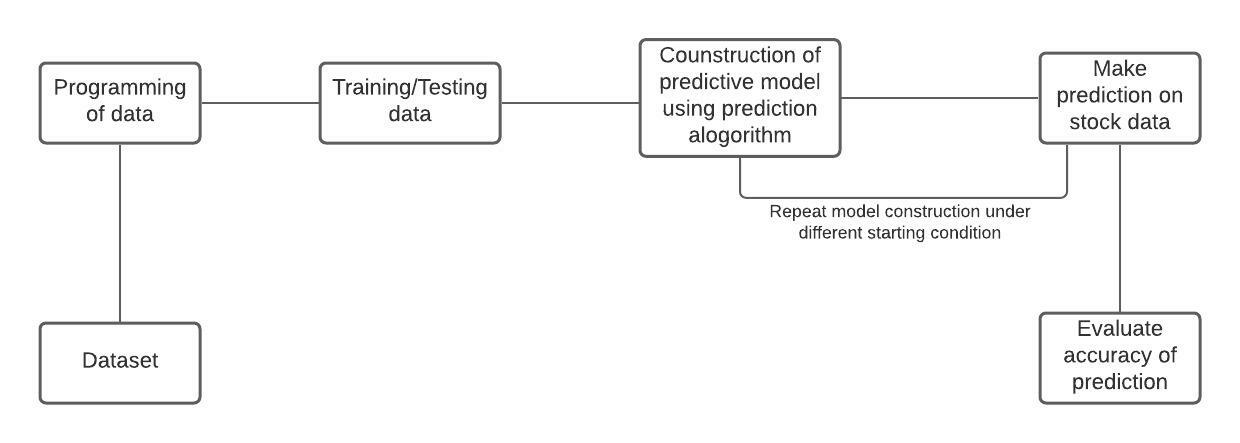 Programming
of data
Training/Testing
data
Counstruction of
predictive model
using prediction
alogorithm
Make
prediction on
stock data
Repeat model construction under
different starting condition
Dataset
Evaluate
accuracy of
prediction